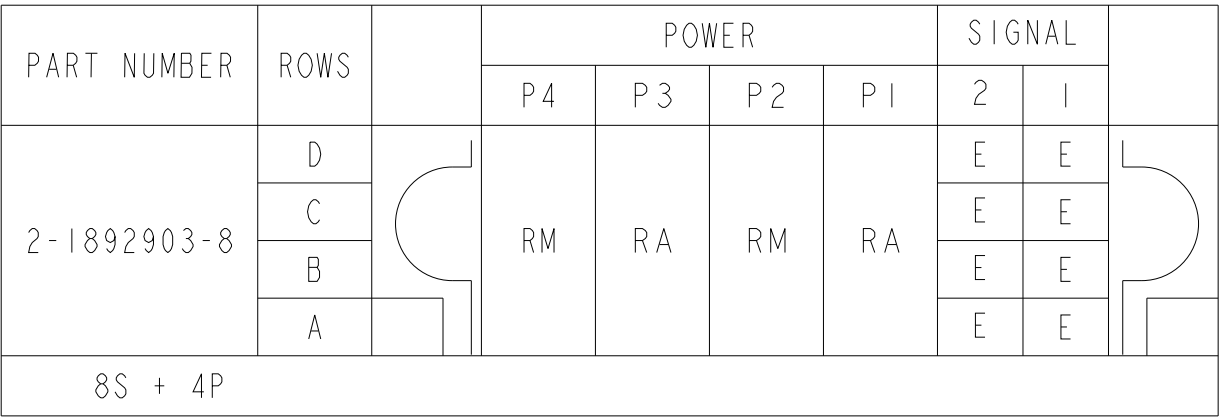 PART NUMBER ROWS POWER SIGNAL
P4 P3 P2 P1 2 1
D E E
C E E
2-1892903-8 RM RA RM RA
B E E
A E E
8S + 4P